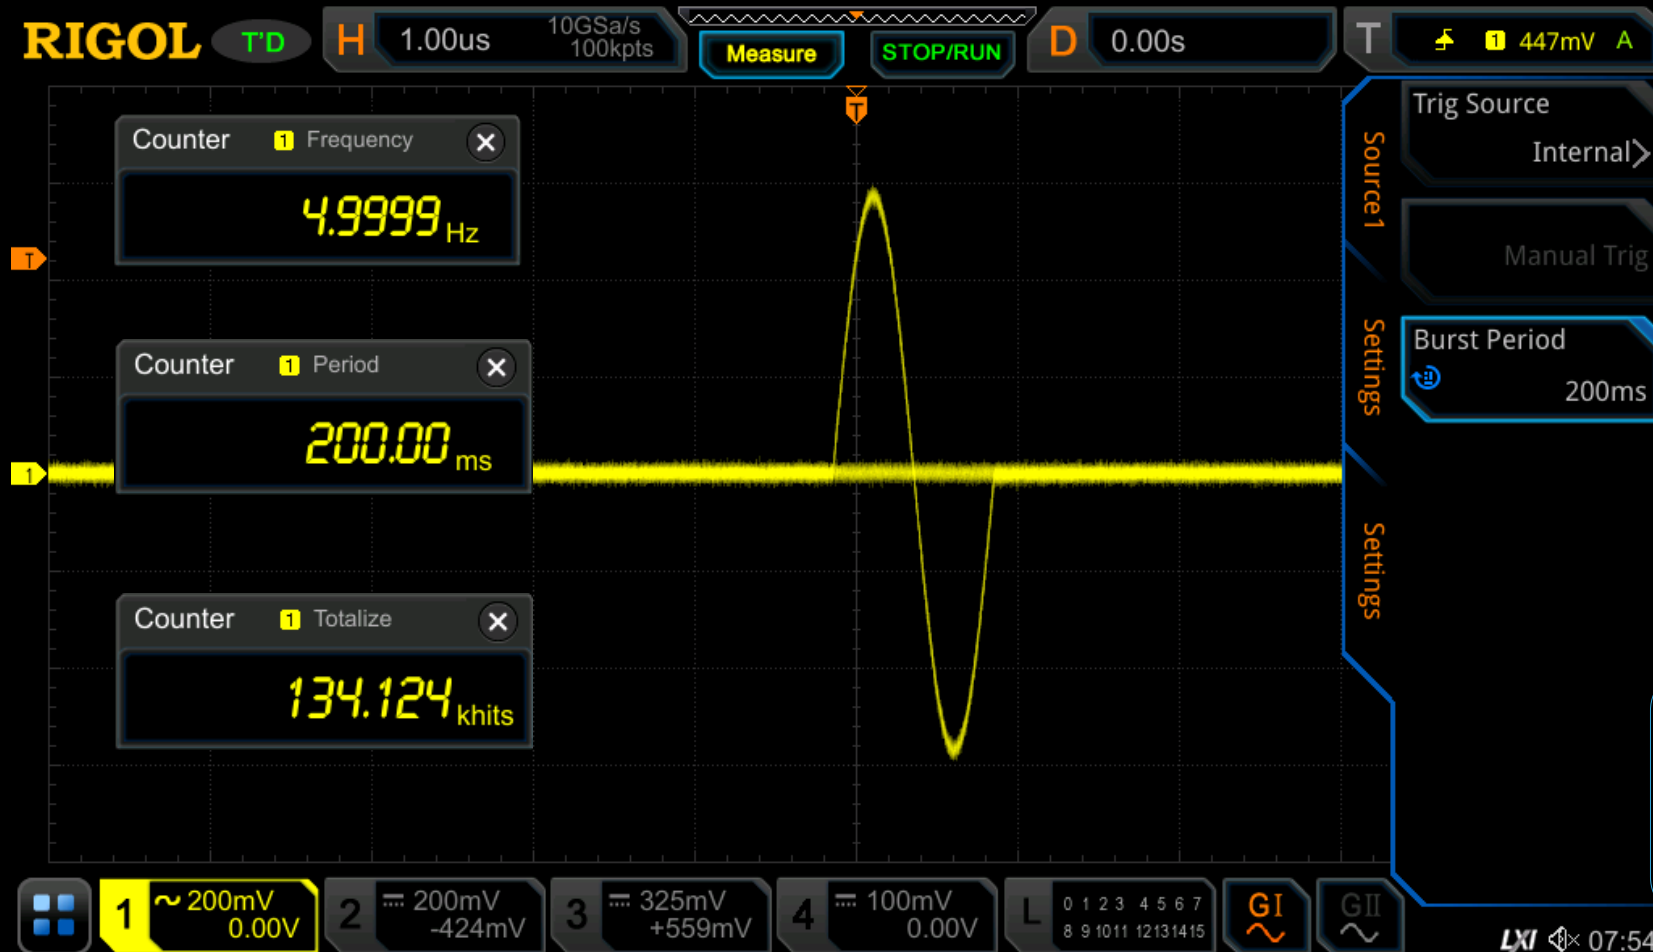 RIGOL
T'D
H
1.00us
10GSa/s
100kpts
Measure
STOP/RUN
D
0.00s
T
1
447mV
A
T
T
1
Counter
1
Frequency
4.9999 Hz
Counter
1
Period
200.00 ms
Counter
1
Totalize
134.124 khits
Source1
Settings
Settings
Trig Source
Internal
Manual Trig
Burst Period
200ms
1
200mV
0.00V
2
200mV
-424mV
3
325mV
+559mV
4
100mV
0.00V
L
0 1 2 3 4 5 6 7
8 9 10 11 12 13 14 15
GI
GII
LXI
07:54